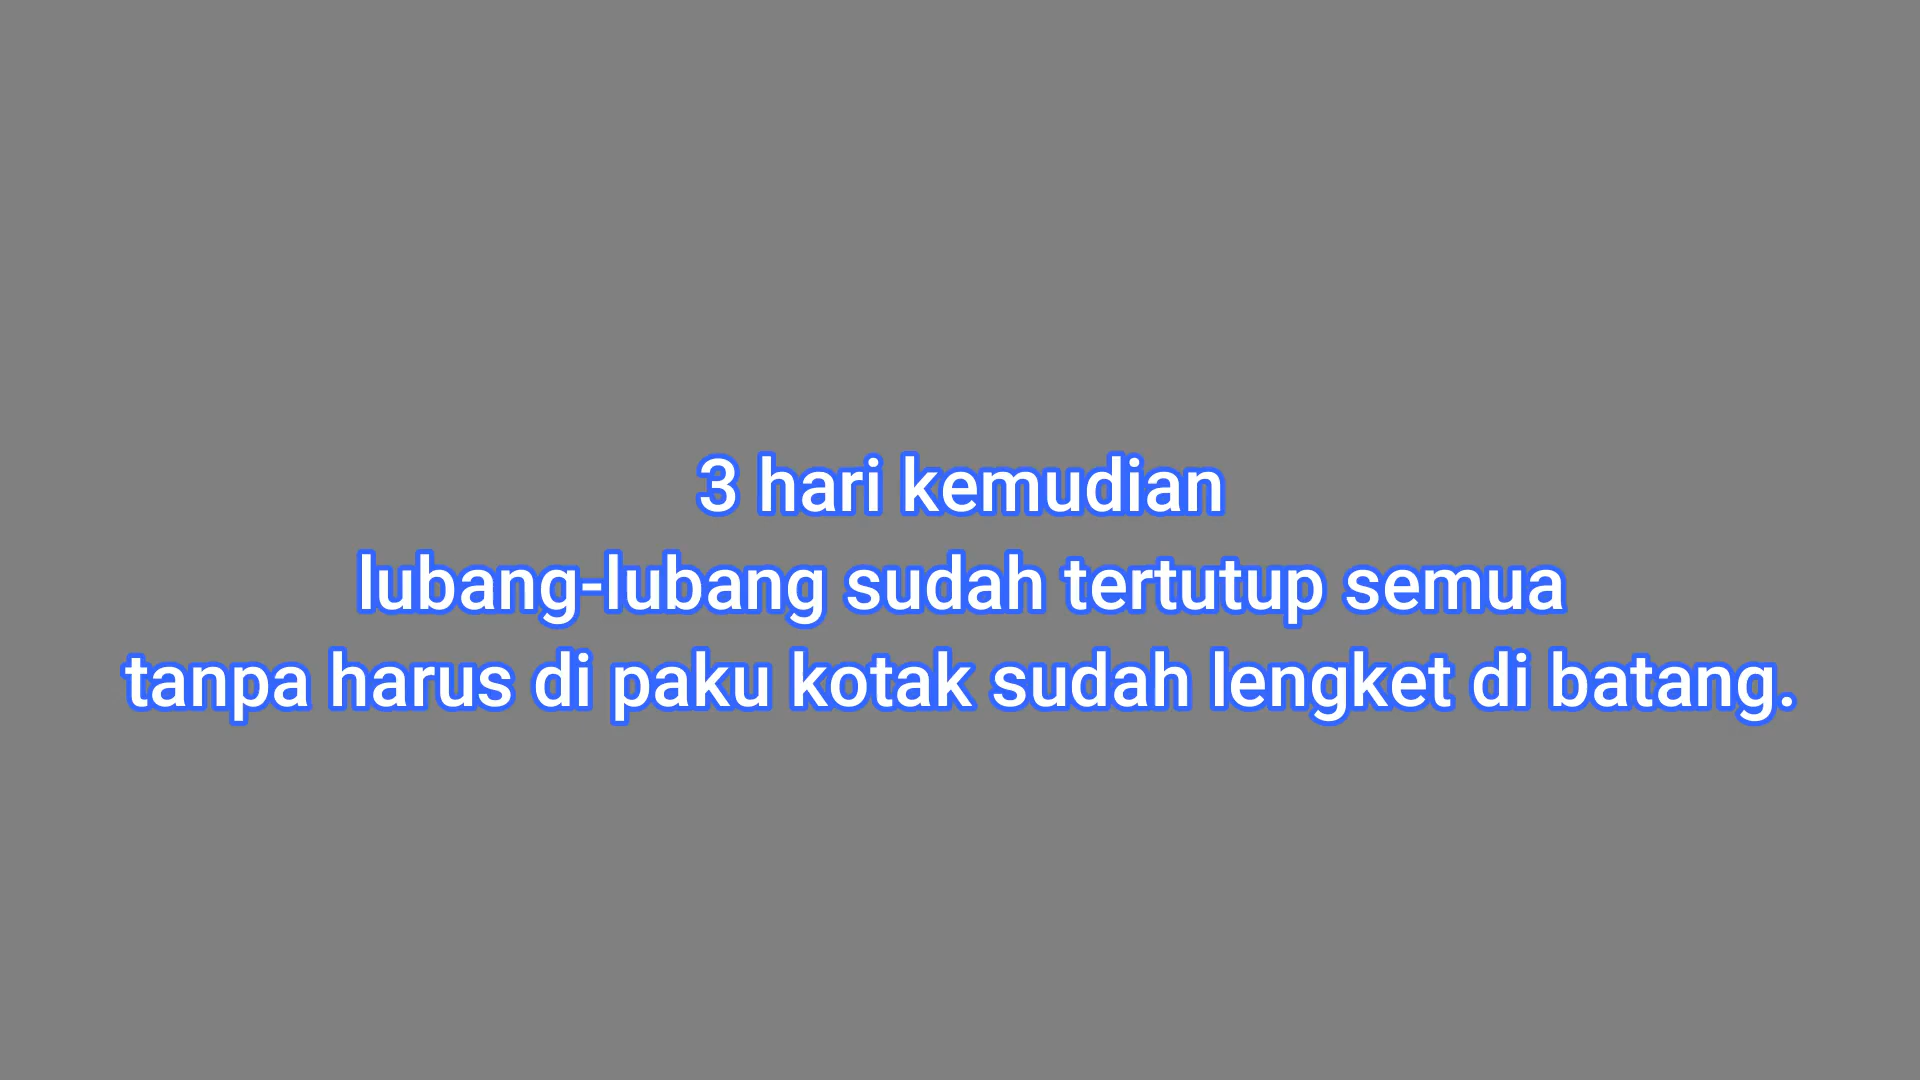 3 hari kemudian
lubang-lubang sudah tertutup semua
tanpa harus di paku kotak sudah lengket di batang.